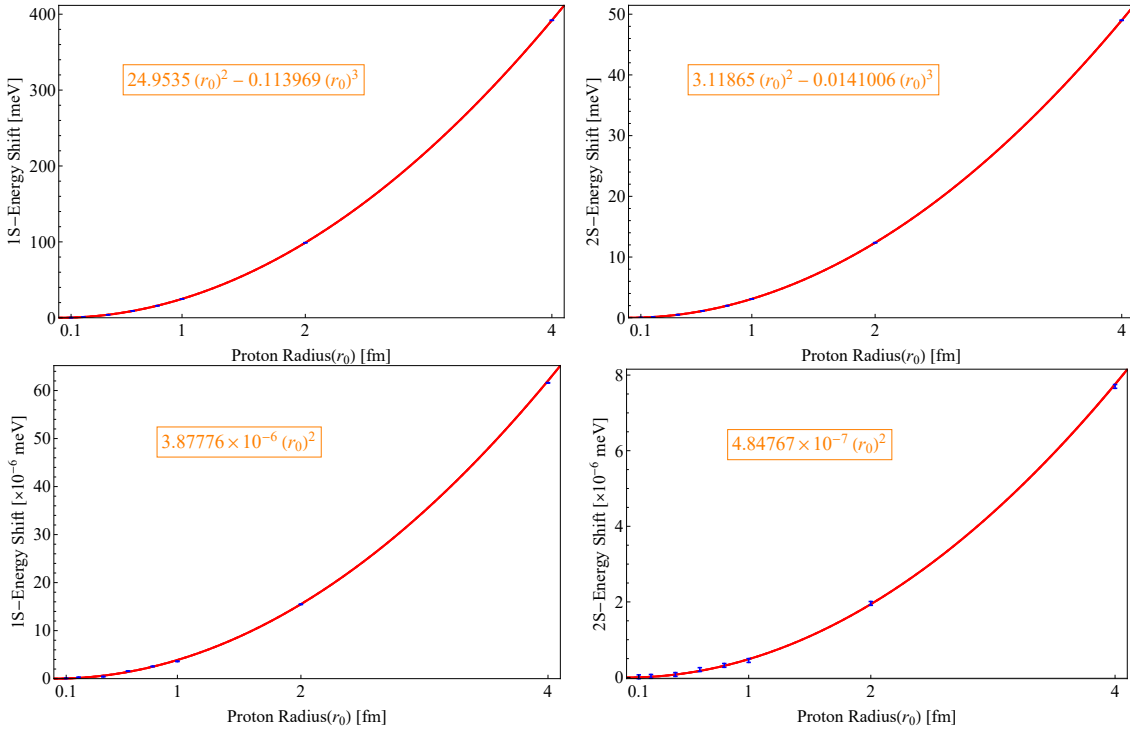 1S−Energy Shift [meV]
400
300
200
100
0
24.9535 (r₀)² − 0.113969 (r₀)³
0.1 1 2 4
Proton Radius(r₀) [fm]
2S−Energy Shift [meV]
50
40
30
20
10
0
3.11865 (r₀)² − 0.0141006 (r₀)³
0.1 1 2 4
Proton Radius(r₀) [fm]
1S−Energy Shift [×10⁻⁶ meV]
60
50
40
30
20
10
0
3.87776 × 10⁻⁶ (r₀)²
0.1 1 2 4
Proton Radius(r₀) [fm]
2S−Energy Shift [×10⁻⁶ meV]
8
6
4
2
0
4.84767 × 10⁻⁷ (r₀)²
0.1 1 2 4
Proton Radius(r₀) [fm]